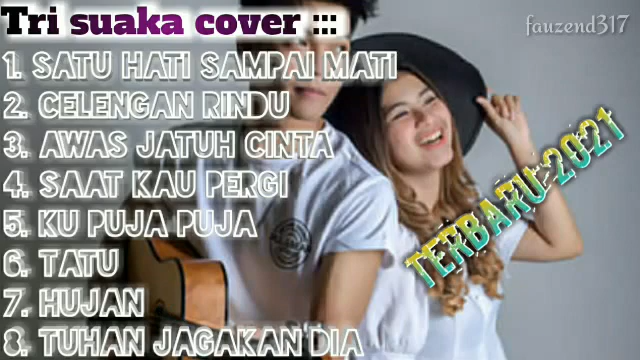 Tri suaka cover :::
fauzend317
1. SATU HATI SAMPAI MATI
2. CELENGAN RINDU
3. AWAS JATUH CINTA
4. SAAT KAU PERGI
5. KU PUJA PUJA
6. TATU
7. HUJAN
8. TUHAN JAGAKAN DIA
TERBARU 2021